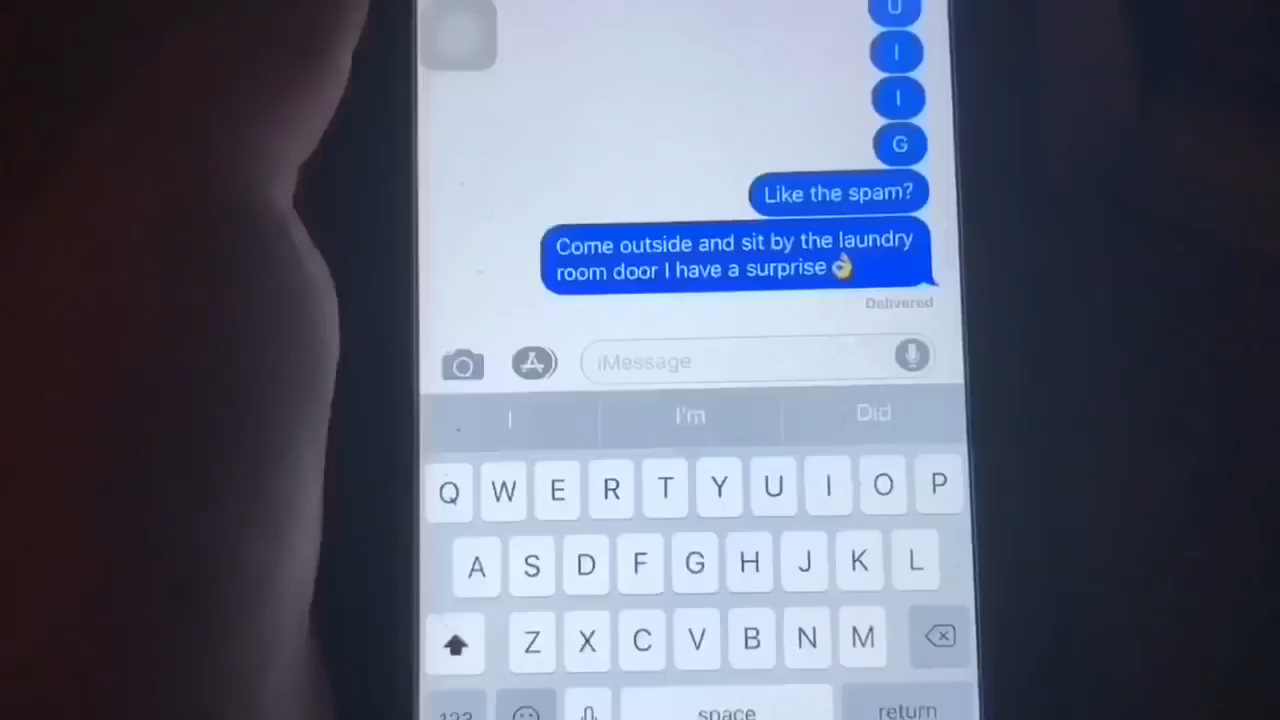 U
I
I
G
Like the spam?
Come outside and sit by the laundry
room door I have a surprise👌
Delivered
iMessage
I I'm Did
Q W E R T Y U I O P
A S D F G H J K L
Z X C V B N M
123 space return